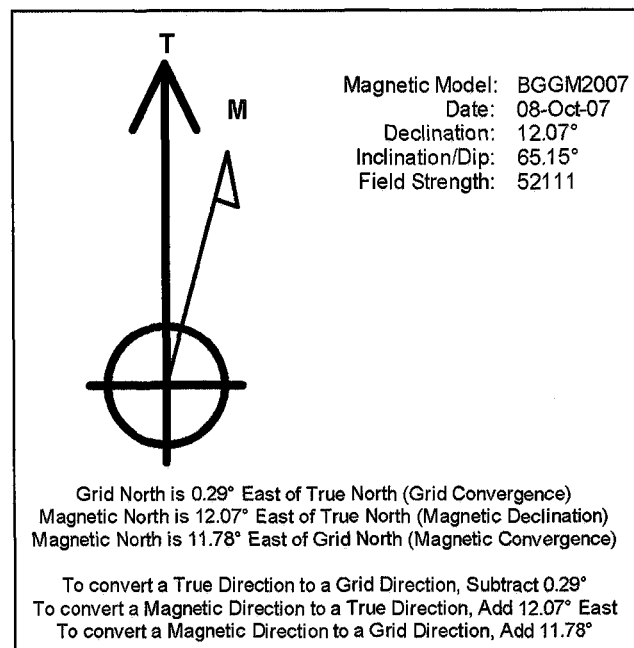 T
M
Magnetic Model: BGGM2007
Date: 08-Oct-07
Declination: 12.07°
Inclination/Dip: 65.15°
Field Strength: 52111
Grid North is 0.29° East of True North (Grid Convergence)
Magnetic North is 12.07° East of True North (Magnetic Declination)
Magnetic North is 11.78° East of Grid North (Magnetic Convergence)
To convert a True Direction to a Grid Direction, Subtract 0.29°
To convert a Magnetic Direction to a True Direction, Add 12.07° East
To convert a Magnetic Direction to a Grid Direction, Add 11.78°